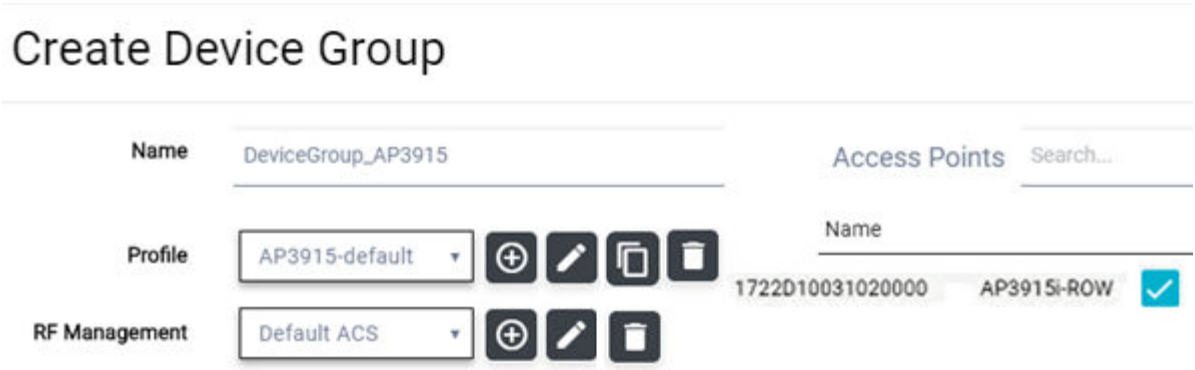 Create Device Group
Name DeviceGroup_AP3915
Access Points Search...
Name
Profile AP3915-default
1722D10031020000 AP3915i-ROW
RF Management Default ACS